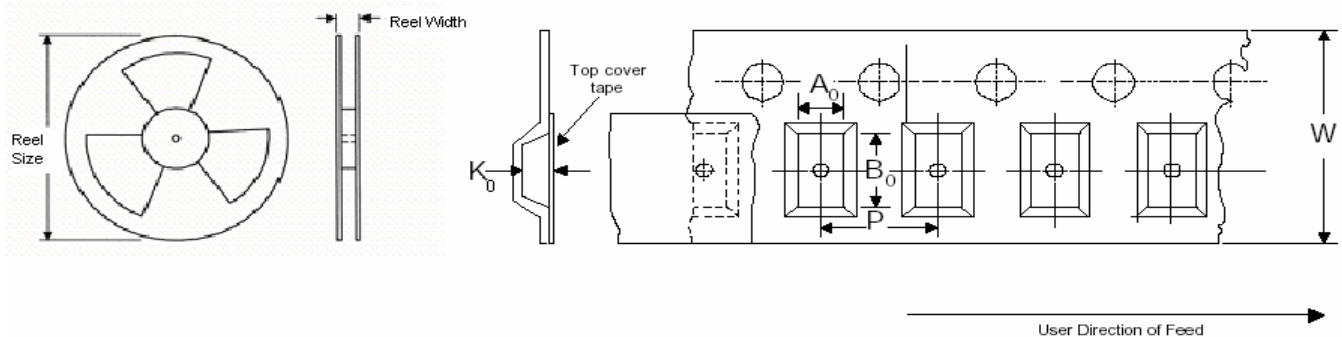 Reel Width
Reel
Size
Top cover
tape
K0
A0
B0
P
W
User Direction of Feed